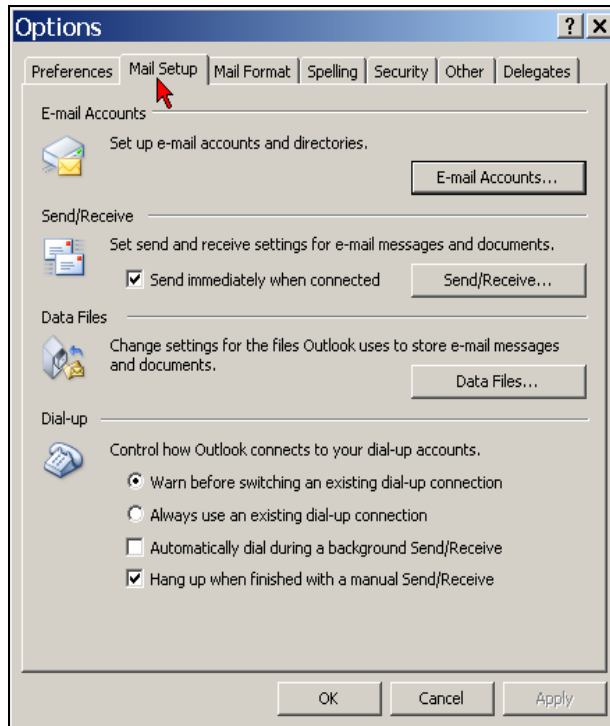 Options
Preferences Mail Setup Mail Format Spelling Security Other Delegates
E-mail Accounts
Set up e-mail accounts and directories.
E-mail Accounts...
Send/Receive
Set send and receive settings for e-mail messages and documents.
Send immediately when connected
Send/Receive...
Data Files
Change settings for the files Outlook uses to store e-mail messages
and documents.
Data Files...
Dial-up
Control how Outlook connects to your dial-up accounts.
Warn before switching an existing dial-up connection
Always use an existing dial-up connection
Automatically dial during a background Send/Receive
Hang up when finished with a manual Send/Receive
OK Cancel Apply